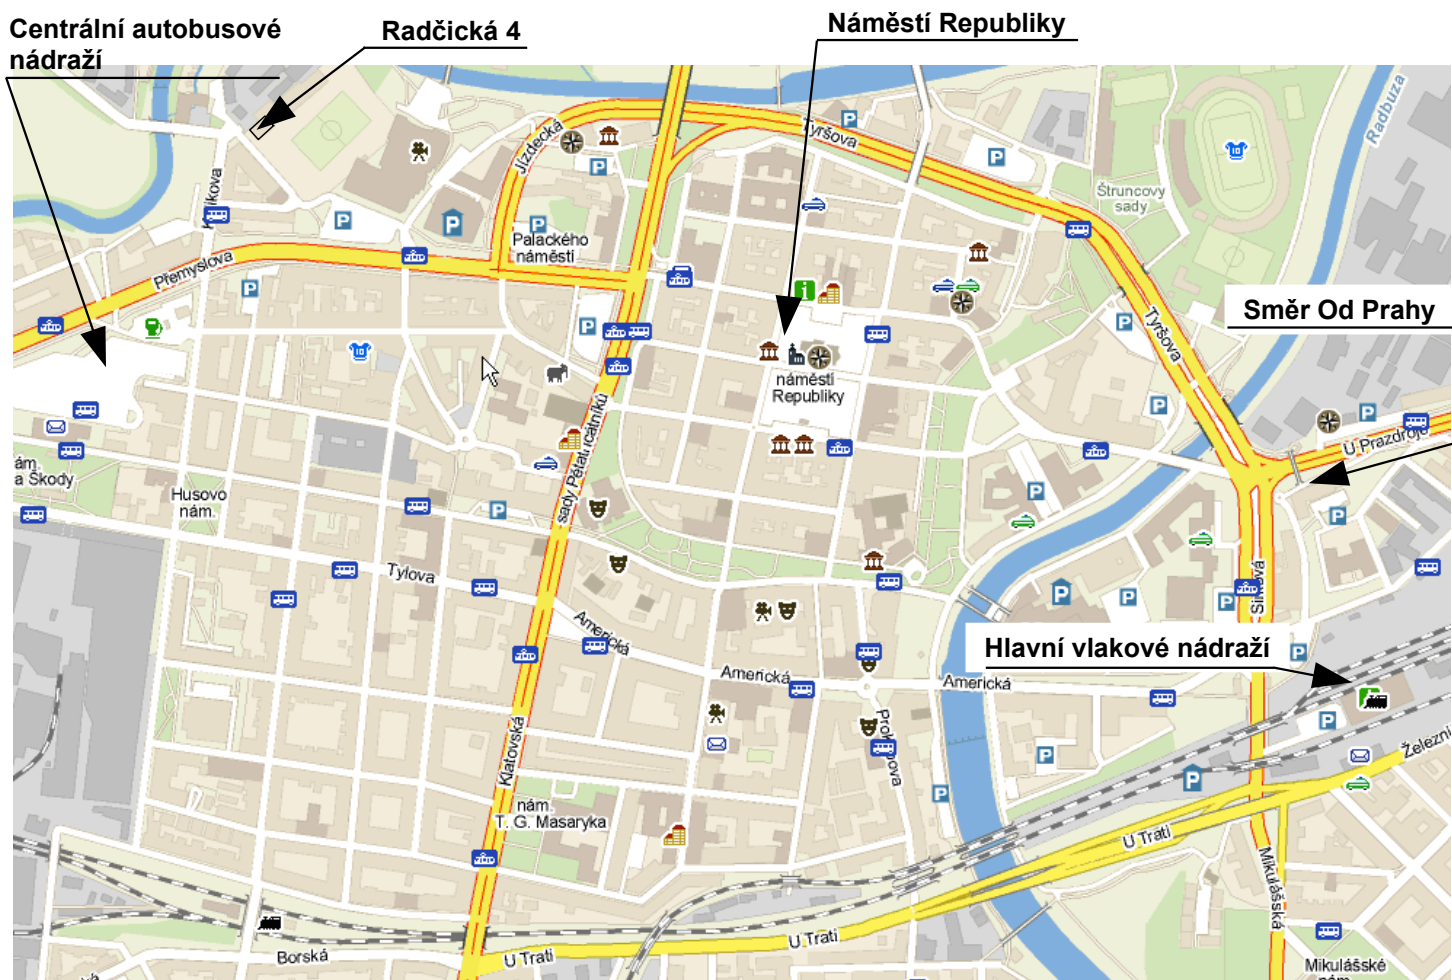 Centrální autobusové
nádraží
Radčická 4
Náměstí Republiky
Radbuza
Jízdecká
Tyršova
Štruncovy
sady
Palackého
náměstí
Přemyslova
Směr Od Prahy
Tyršova
náměstí
Republiky
sady Pětatřicátníků
U Prazdroje
Husovo
nám.
a Škody
Tylova
Americká
Americká
Americká
Sirková
Hlavní vlakové nádraží
Klatovská
Prokopova
Železni
nám.
T. G. Masaryka
U Trati
Mikulášská
U Trati
U Trati
Borská
Mikulášské